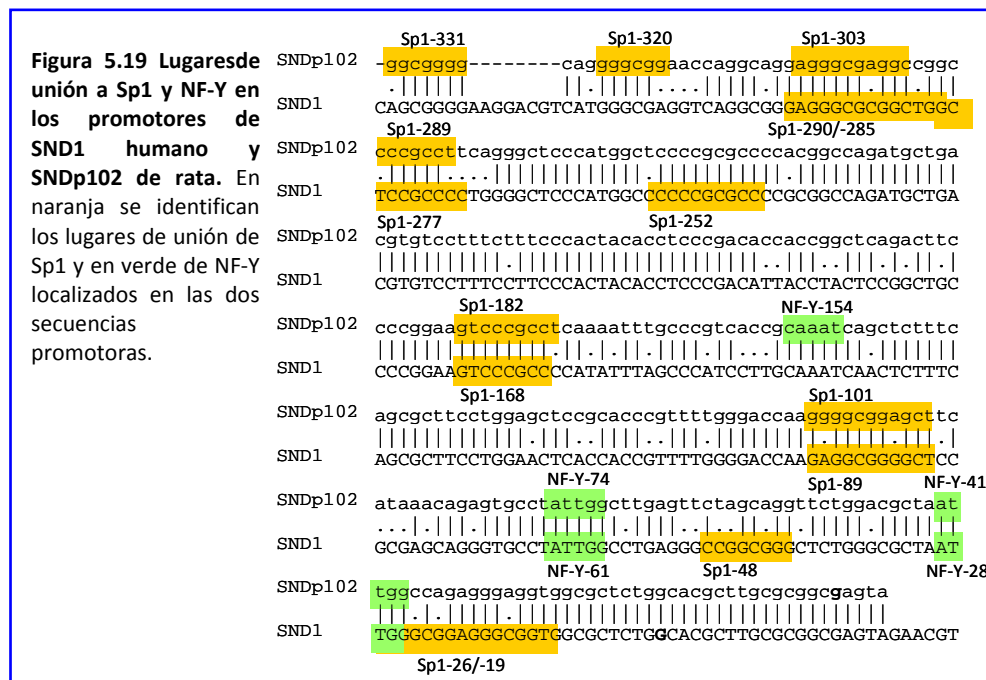 Figura 5.19 Lugaresde
unión a Sp1 y NF-Y en
los promotores de
SND1 humano y
SNDp102 de rata. En
naranja se identifican
los lugares de unión de
Sp1 y en verde de NF-Y
localizados en las dos
secuencias
promotoras.
Sp1-331 Sp1-320 Sp1-303
SNDp102 -ggcggggg--------cagggggcggaaccaggcaggagggcgaggccggc
SND1 CAGCGGGGAAGGACGTCATGGGCGAGGTCAGGCGGGAGGGCGCGGCTGGC
Sp1-289 Sp1-290/-285
SNDp102 cccgccttcagggctcccatggctccccgcgcccccacggccagatgctga
SND1 TCCGCCCCTGGGGCTCCCATGGCCCCCCCGCGCCCCGCGGCCAGATGCTGA
Sp1-277 Sp1-252
SNDp102 cgtgtcctttctttcccactacacctcccgacaccaccggctcagacttc
SND1 CGTGTCCTTTCCTTCCCACTACACCTCCCGACATTACCTACTCCGGCTGC
Sp1-182 NF-Y-154
SNDp102 cccggaagtcccgcctcaaaatttgcccgtcaccgcaaatcagctctttc
SND1 CCCGGAAGTCCCGCCCCATATTTAGCCCATCCTTGCAAATCAACTCTTTC
Sp1-168 Sp1-101
SNDp102 agcgcttcctggagctccgcacccgttttgggaccaaggggcggagcttc
SND1 AGCGCTTCCTGGAACTCACCACCGTTTTGGGGACCAAGAGGCGGGGCTCC
NF-Y-74 Sp1-89 NF-Y-41
SNDp102 ataaacagagtgcctattggcttgagttctagcaggttctggacgctaat
SND1 GCGAGCAGGGTGCCTATTGGCCTGAGGGCCGGCGGGCTCTGGGCGCTAAT
NF-Y-61 Sp1-48 NF-Y-28
SNDp102 tggccagagggaggtggcgctctggcacgcttgcgcggcgagta
SND1 TGGGCGGAGGGCGGTGGCGCTCTGGCACGCTTGCGCGGCGAGTAGAACGT
Sp1-26/-19